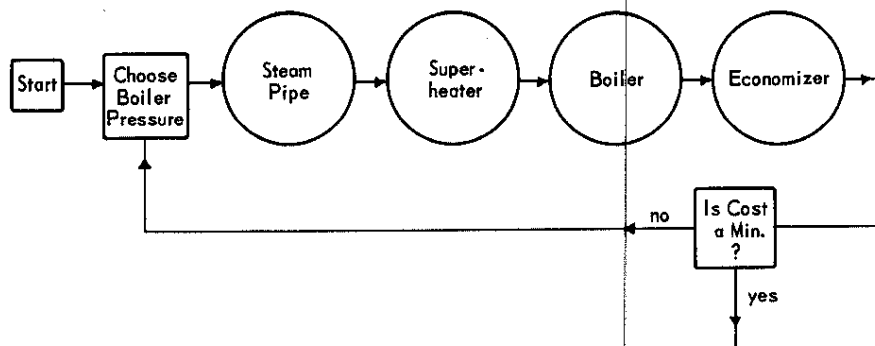 Start
Choose
Boiler
Pressure
Steam
Pipe
Super-
heater
Boiler
Economizer
no
Is Cost
a Min.
?
yes